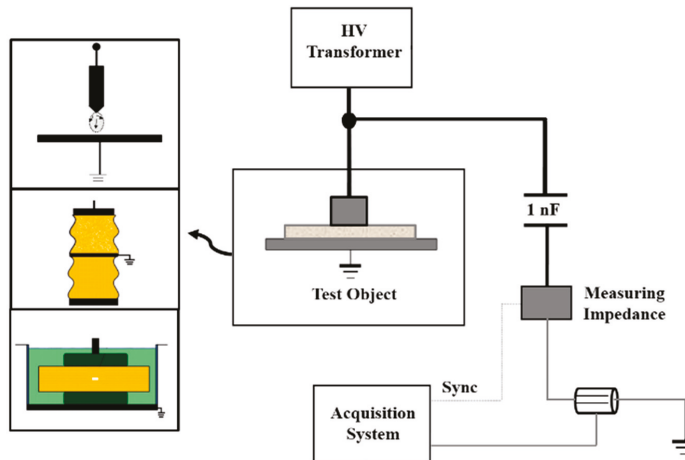 HV
Transformer
1 nF
Test Object
Measuring
Impedance
Sync
Acquisition
System